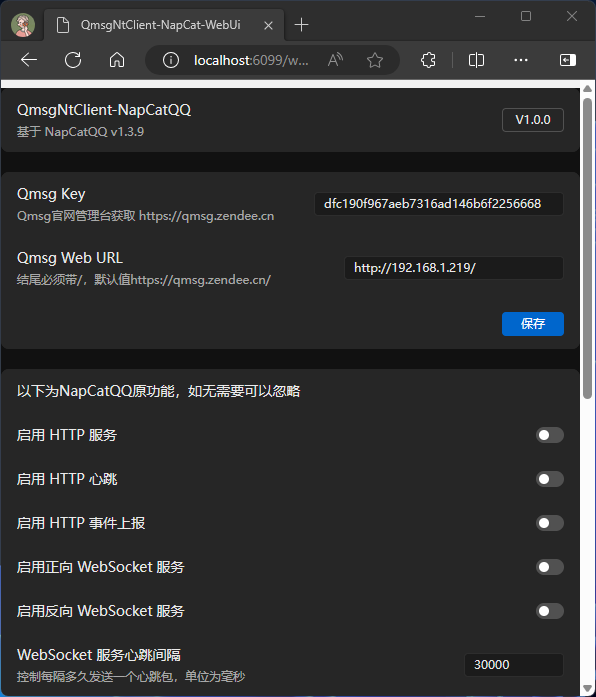 QmsgNtClient-NapCat-WebUi
localhost:6099/w...
QmsgNtClient-NapCatQQ
V1.0.0
基于 NapCatQQ v1.3.9
Qmsg Key
dfc190f967aeb7316ad146b6f2256668
Qmsg官网管理台获取 https://qmsg.zendee.cn
Qmsg Web URL
http://192.168.1.219/
结尾必须带/，默认值https://qmsg.zendee.cn/
保存
以下为NapCatQQ原功能，如无需要可以忽略
启用 HTTP 服务
启用 HTTP 心跳
启用 HTTP 事件上报
启用正向 WebSocket 服务
启用反向 WebSocket 服务
WebSocket 服务心跳间隔
30000
控制每隔多久发送一个心跳包，单位为毫秒